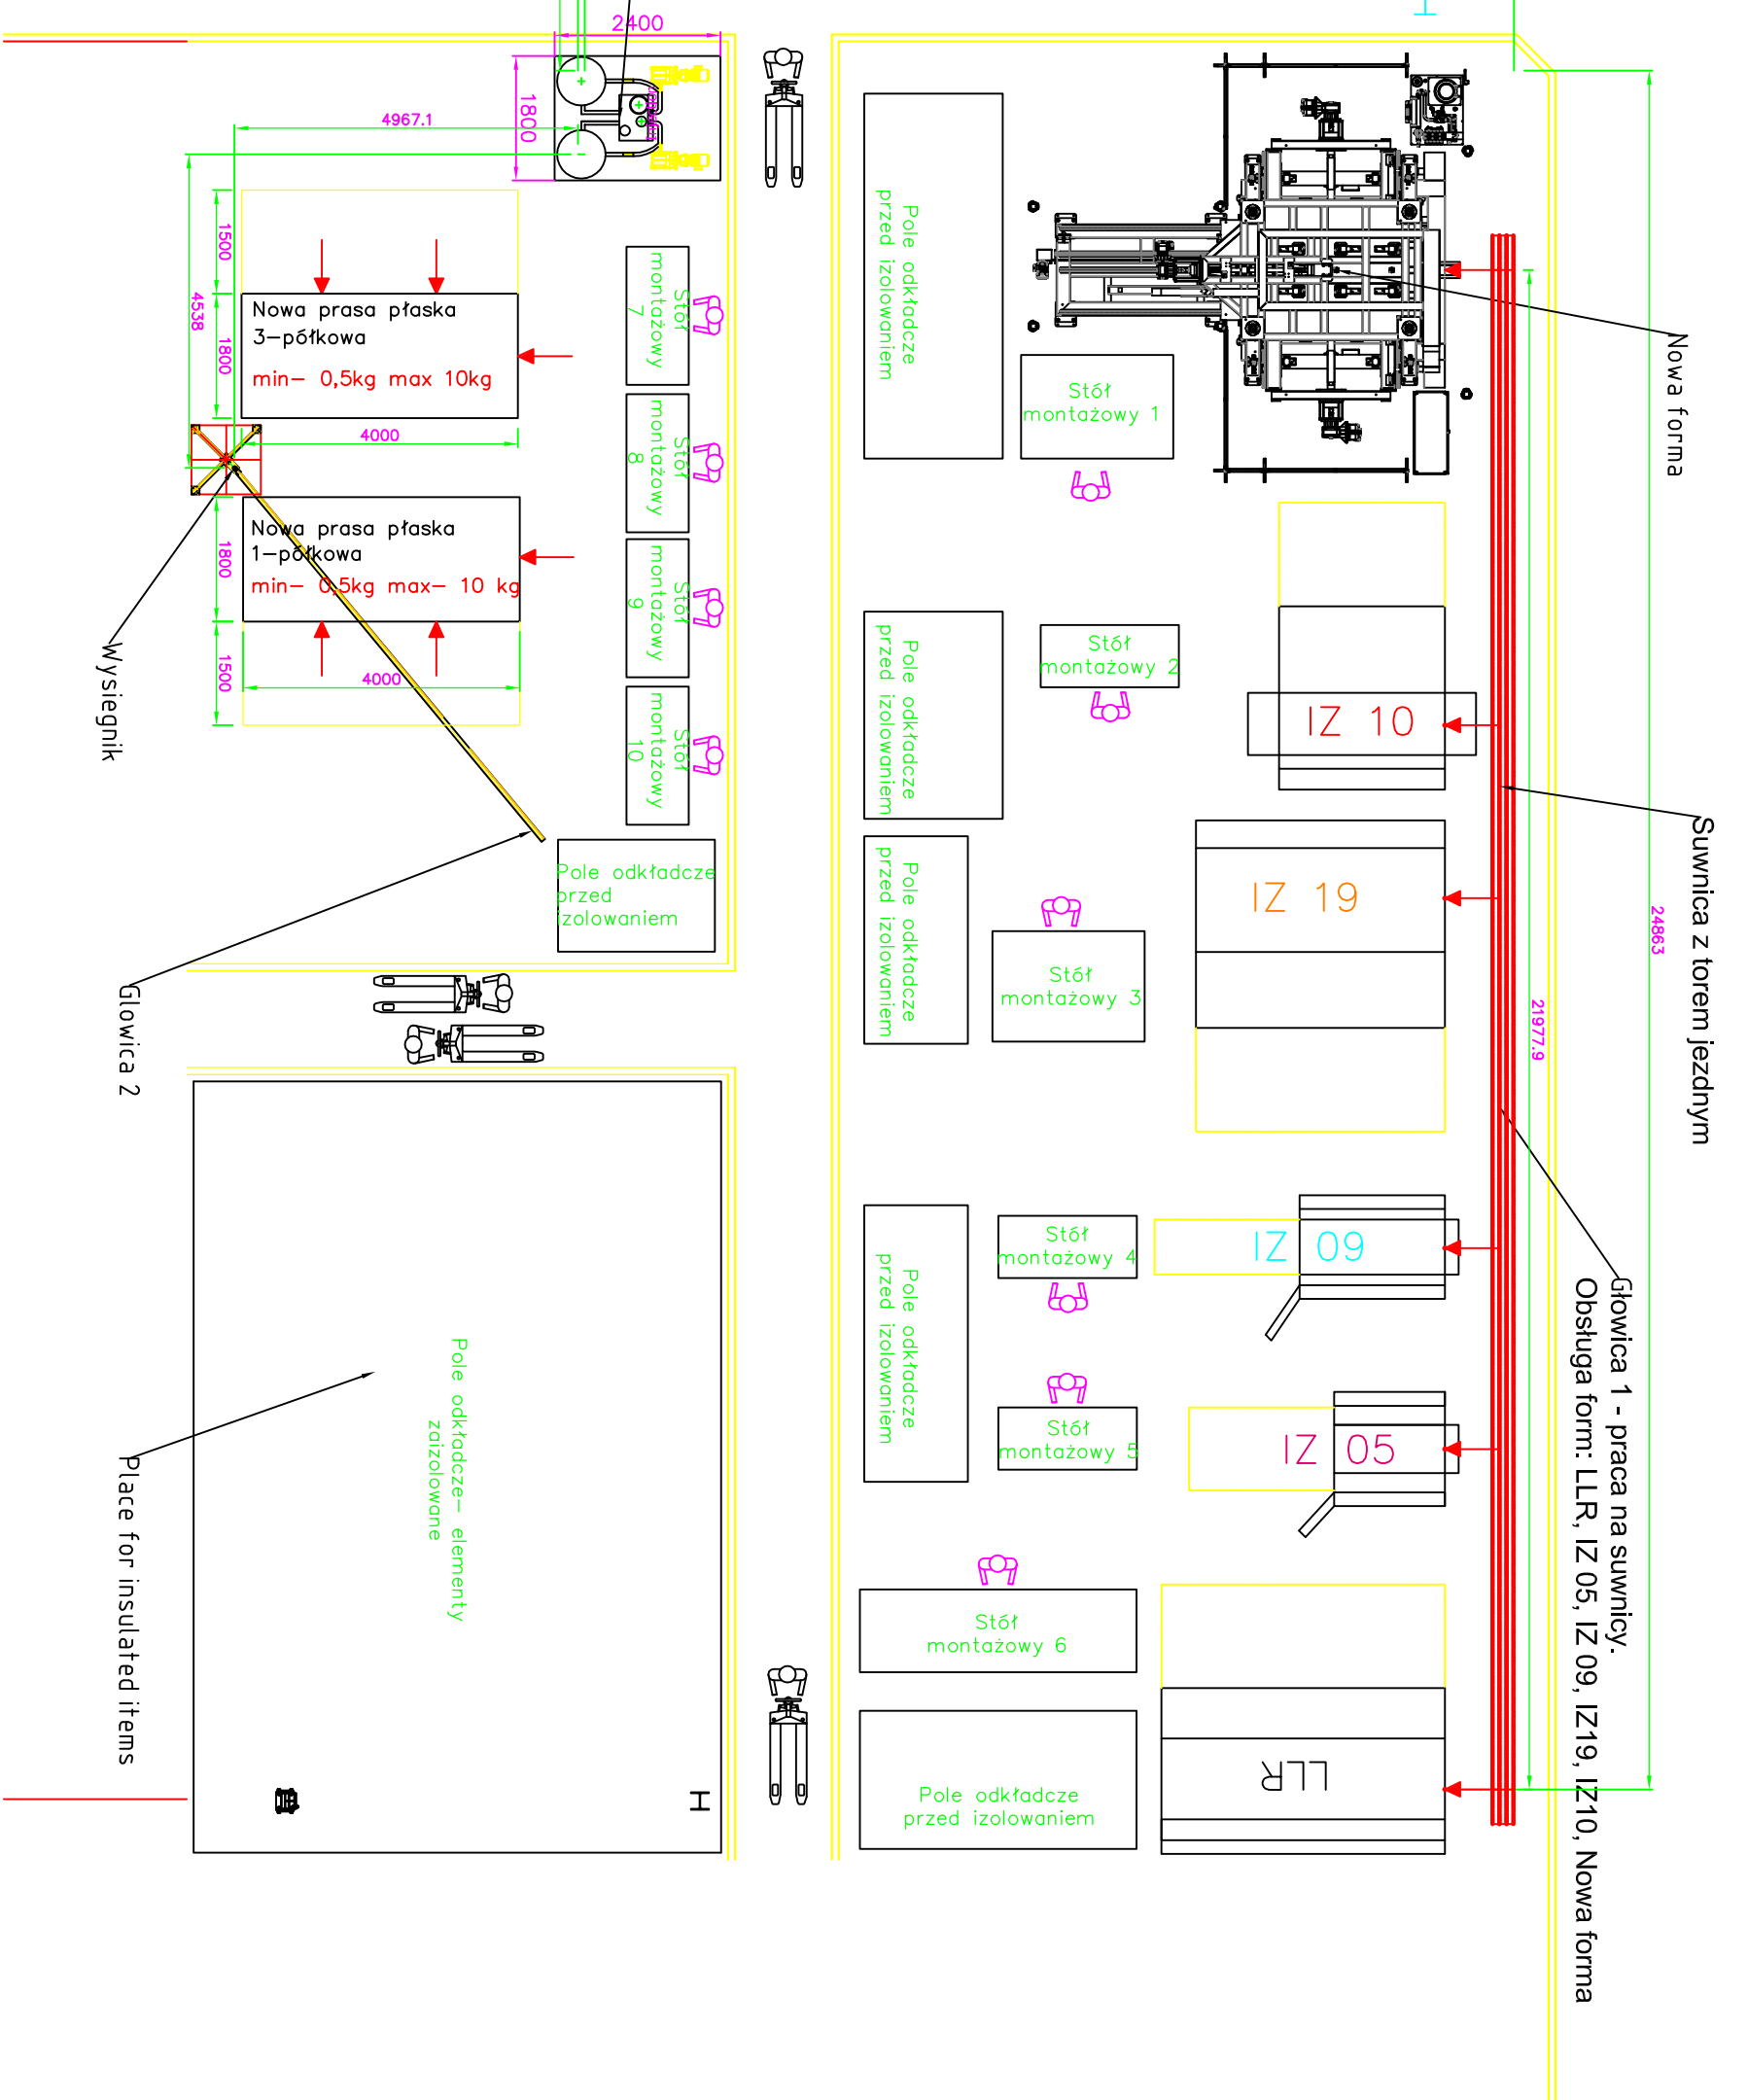 2400
1800
4967.1
4538
1500
1800
Nowa prasa płaska
3-półkowa
min- 0,5kg max 10kg
4000
Nowa prasa płaska
1-półkowa
min- 0,5kg max- 10 kg
1800
1500
4000
Wysiegnik
Glowica 2
Stół
montażowy
7
Stół
montażowy
8
Stół
montażowy
9
Stół
montażowy
10
Pole odkładcze
przed
izolowaniem
Pole odkładcze- elementy
zaizolowane
Place for insulated items
H
Pole odkładcze
przed izolowaniem
Stół
montażowy 1
Nowa forma
Pole odkładcze
przed izolowaniem
Stół
montażowy 2
IZ 10
Suwnica z torem jezdnym
Pole odkładcze
przed izolowaniem
Stół
montażowy 3
IZ 19
24863
21977.9
Pole odkładcze
przed izolowaniem
Stół
montażowy 4
IZ 09
Stół
montażowy 5
IZ 05
Głowica 1 - praca na suwnicy.
Obsługa form: LLR, IZ 05, IZ 09, IZ19, IZ10, Nowa forma
Stół
montażowy 6
Pole odkładcze
przed izolowaniem
LLR